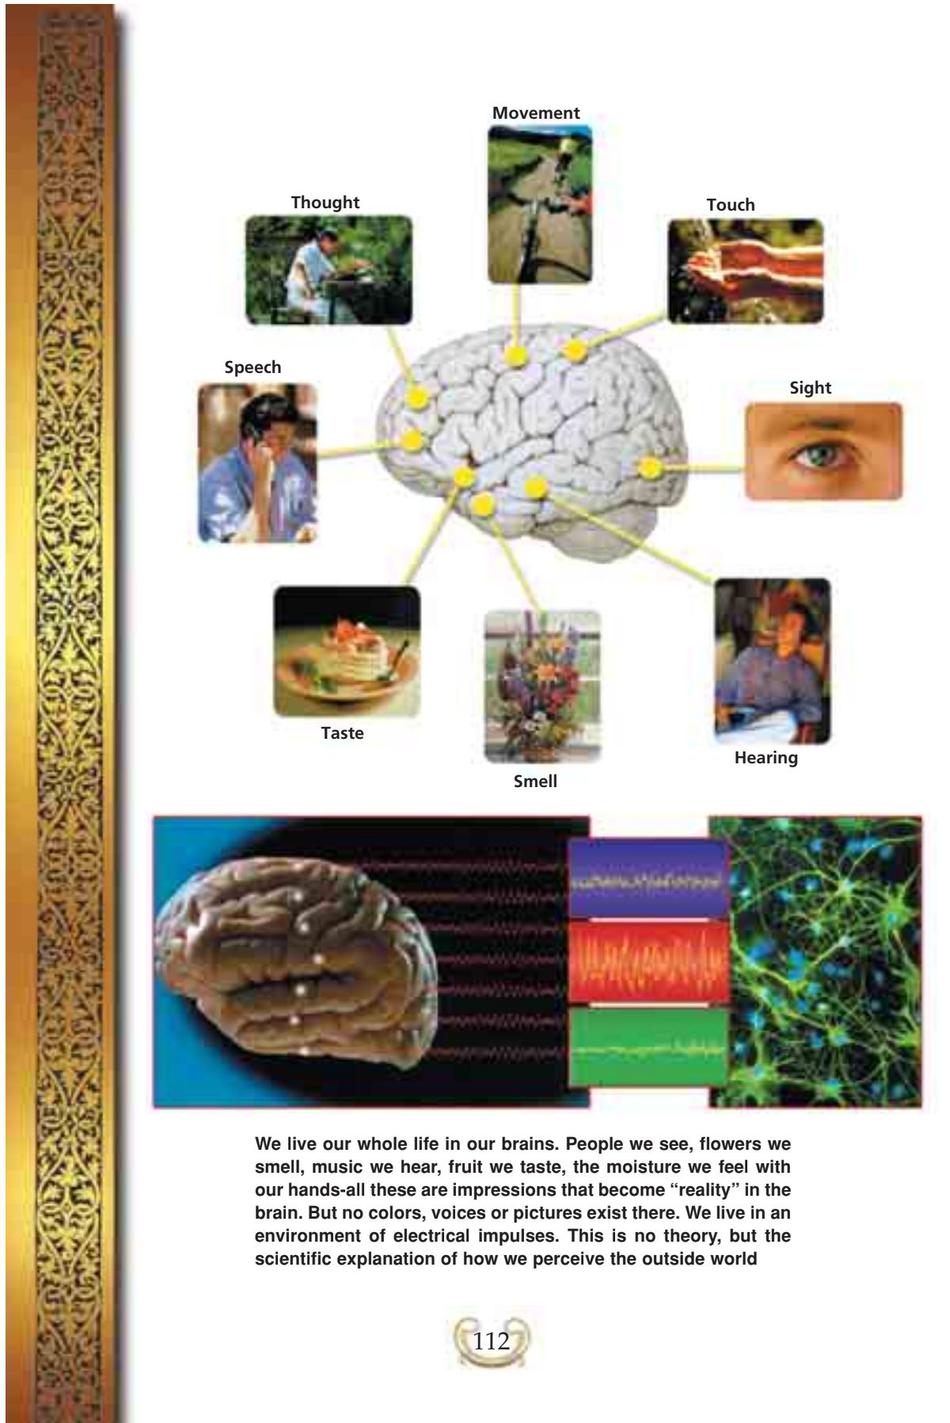 Movement
Thought
Touch
Speech
Sight
Taste
Hearing
Smell
We live our whole life in our brains. People we see, flowers we
smell, music we hear, fruit we taste, the moisture we feel with
our hands-all these are impressions that become “reality” in the
brain. But no colors, voices or pictures exist there. We live in an
environment of electrical impulses. This is no theory, but the
scientific explanation of how we perceive the outside world
112